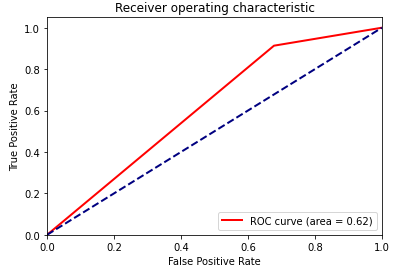 Receiver operating characteristic
True Positive Rate
1.0
0.8
0.6
0.4
0.2
0.0
ROC curve (area = 0.62)
0.0 0.2 0.4 0.6 0.8 1.0
False Positive Rate